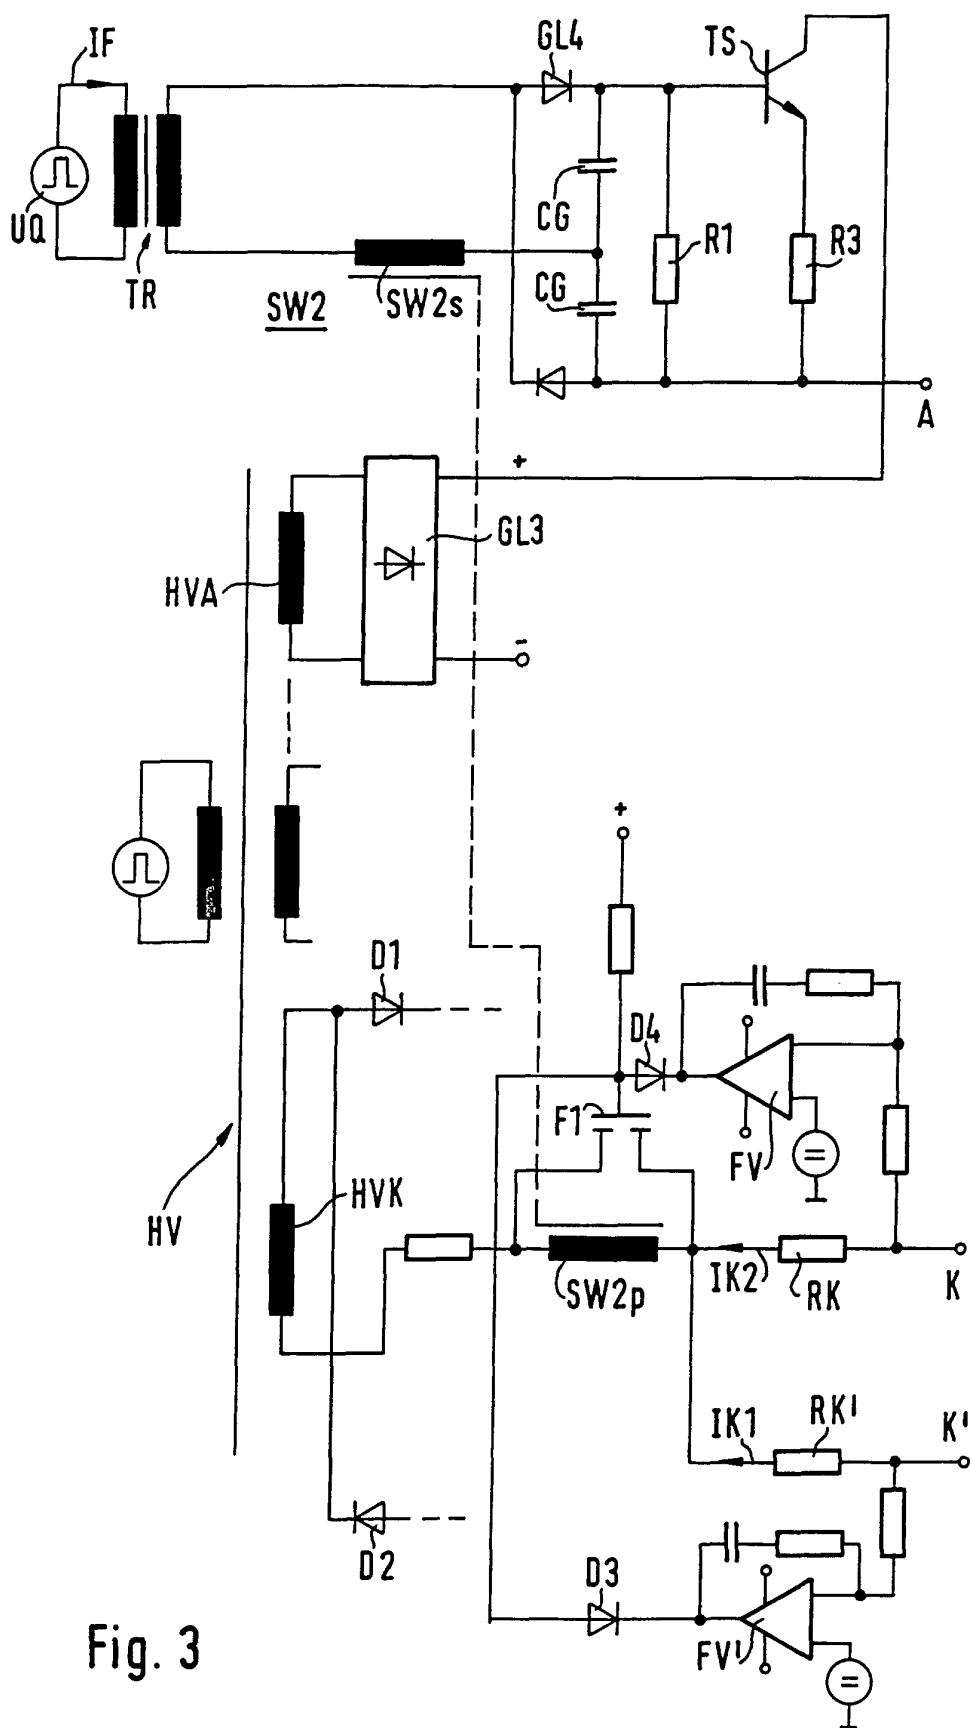 IF
GL4
TS
UQ
TR
CG
R1
R3
SW2
SW2s
CG
A
+
GL3
HVA
-
+
D1
D4
F1
FV
=
HVK
HV
SW2p
IK2
RK
K
IK1
RK'
K'
D2
D3
FV'
=
Fig. 3